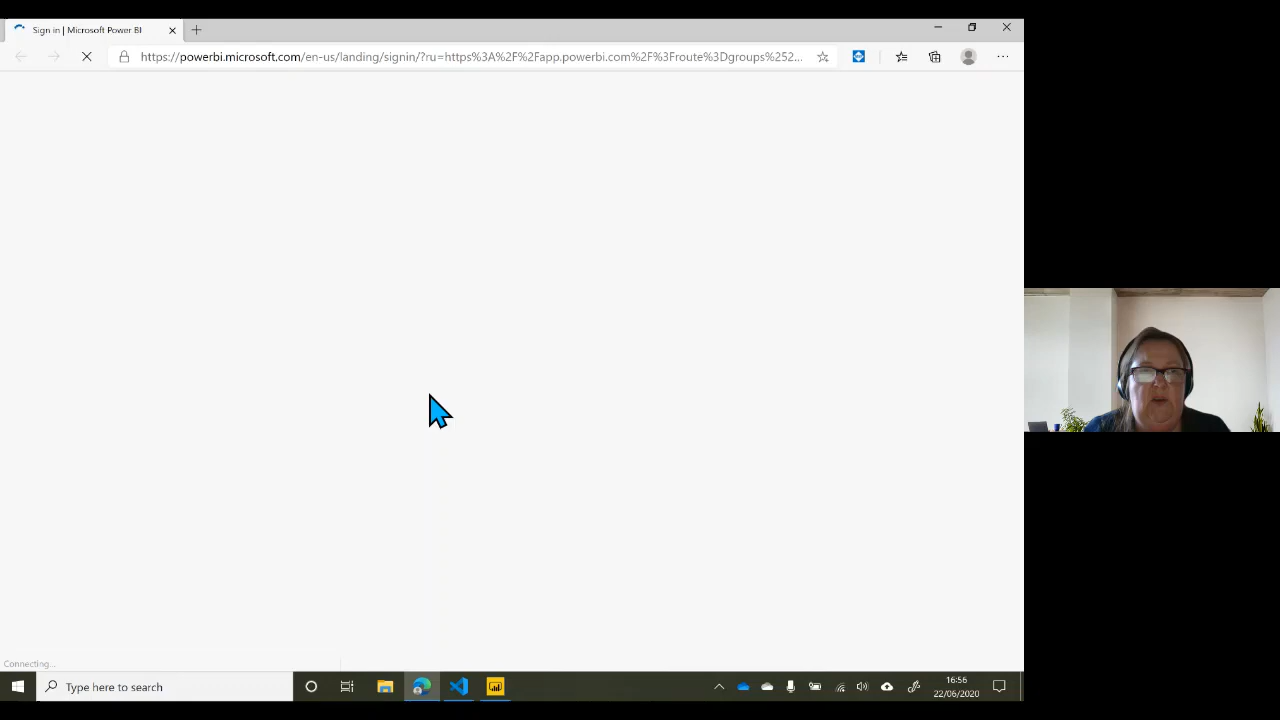 Sign in | Microsoft Power BI
https://powerbi.microsoft.com/en-us/landing/signin/?ru=https%3A%2F%2Fapp.powerbi.com%2F%3Froute%3Dgroups%252...
Connecting...
Type here to search
16:56
22/06/2020